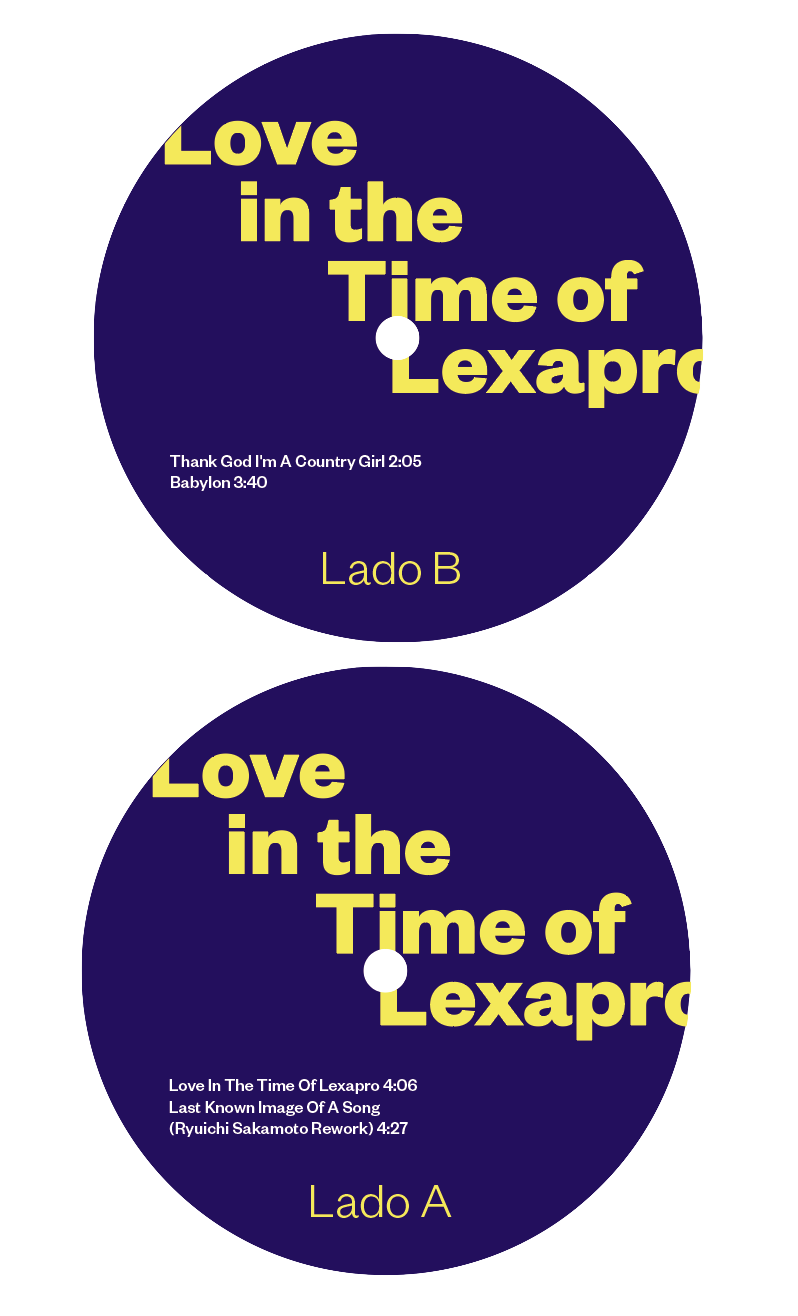 Love
in the
Time of
Lexapro
Thank God I'm A Country Girl 2:05
Babylon 3:40
Lado B
Love
in the
Time of
Lexapro
Love In The Time Of Lexapro 4:06
Last Known Image Of A Song
(Ryuichi Sakamoto Rework) 4:27
Lado A